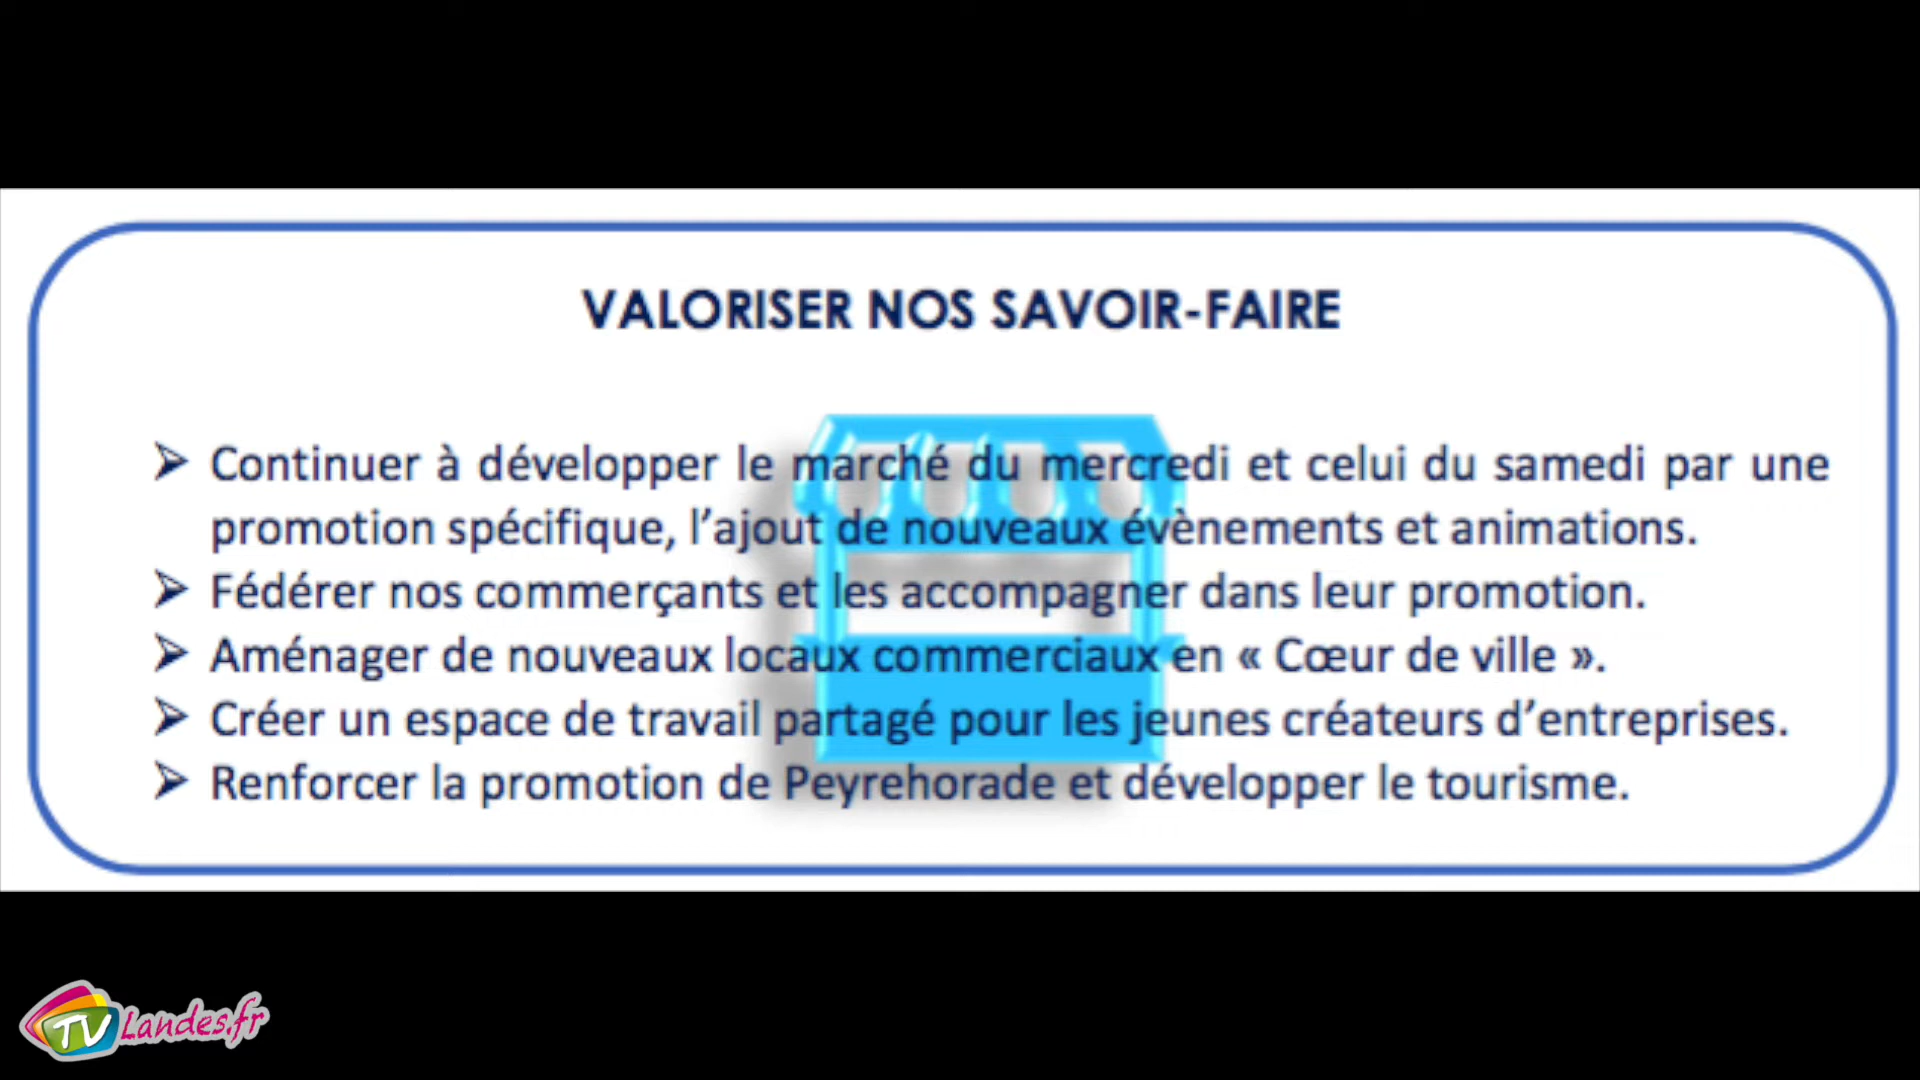 VALORISER NOS SAVOIR-FAIRE
➢ Continuer à développer le marché du mercredi et celui du samedi par une
promotion spécifique, l’ajout de nouveaux évènements et animations.
➢ Fédérer nos commerçants et les accompagner dans leur promotion.
➢ Aménager de nouveaux locaux commerciaux en « Cœur de ville ».
➢ Créer un espace de travail partagé pour les jeunes créateurs d’entreprises.
➢ Renforcer la promotion de Peyrehorade et développer le tourisme.
TV Landes.fr